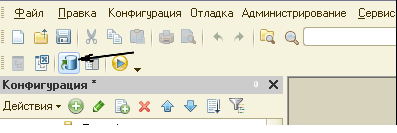 Файл Правка Конфигурация Отладка Администрирование Сервис
Конфигурация *
Действия